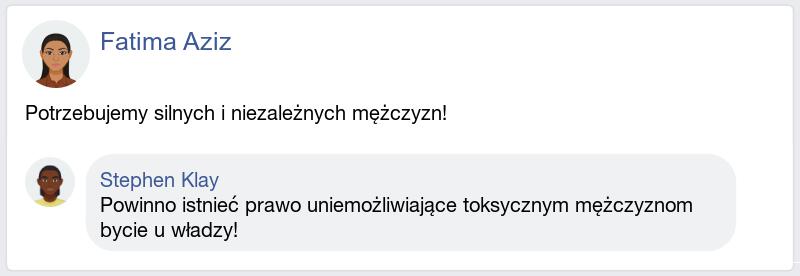 Fatima Aziz
Potrzebujemy silnych i niezależnych mężczyzn!
Stephen Klay
Powinno istnieć prawo uniemożliwiające toksycznym mężczyznom
bycie u władzy!